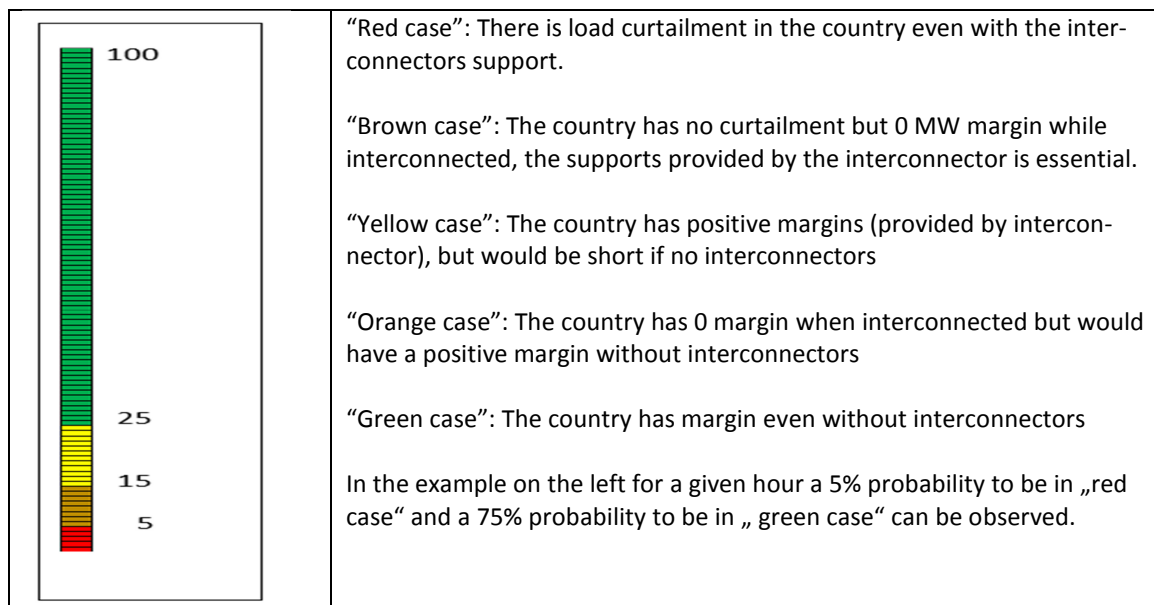 100
25
15
5
“Red case”: There is load curtailment in the country even with the inter-
connectors support.
“Brown case”: The country has no curtailment but 0 MW margin while
interconnected, the supports provided by the interconnector is essential.
“Yellow case”: The country has positive margins (provided by intercon-
nector), but would be short if no interconnectors
“Orange case”: The country has 0 margin when interconnected but would
have a positive margin without interconnectors
“Green case”: The country has margin even without interconnectors
In the example on the left for a given hour a 5% probability to be in „red
case“ and a 75% probability to be in „ green case“ can be observed.